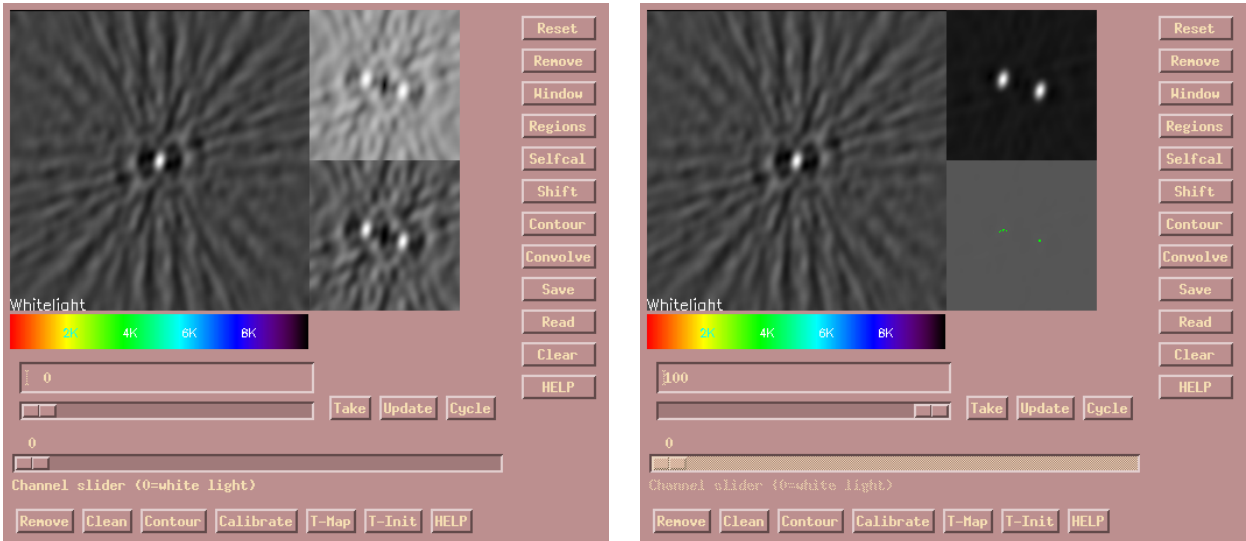 Reset
Remove
Window
Regions
Selfcal
Shift
Contour
Convolve
Save
Read
Clear
HELP
Whitelight
2K 4K 6K 8K
0
Take Update Cycle
0
Channel slider (0=white light)
Remove Clean Contour Calibrate T-Map T-Init HELP
Reset
Remove
Window
Regions
Selfcal
Shift
Contour
Convolve
Save
Read
Clear
HELP
Whitelight
2K 4K 6K 8K
100
Take Update Cycle
0
Channel slider (0=white light)
Remove Clean Contour Calibrate T-Map T-Init HELP